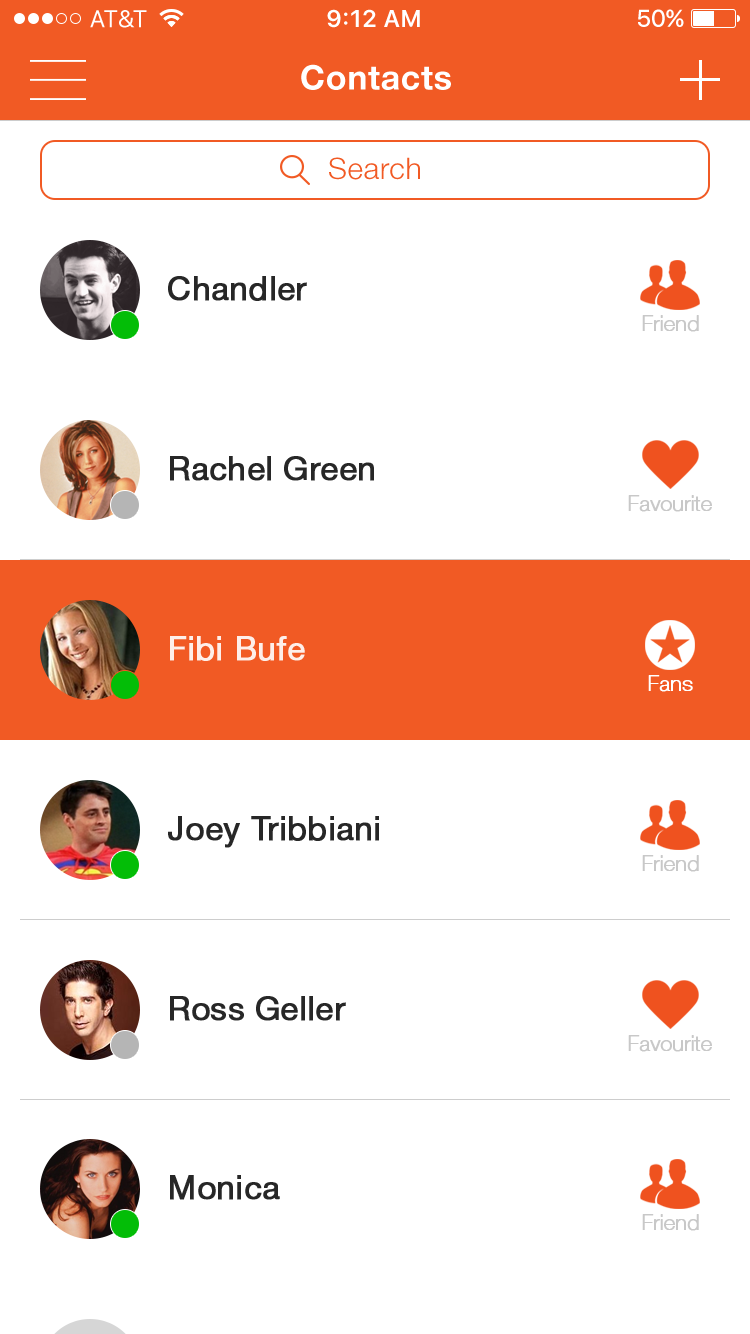 AT&T 9:12 AM 50%
Contacts
Search
Chandler
Friend
Rachel Green
Favourite
Fibi Bufe
Fans
Joey Tribbiani
Friend
Ross Geller
Favourite
Monica
Friend